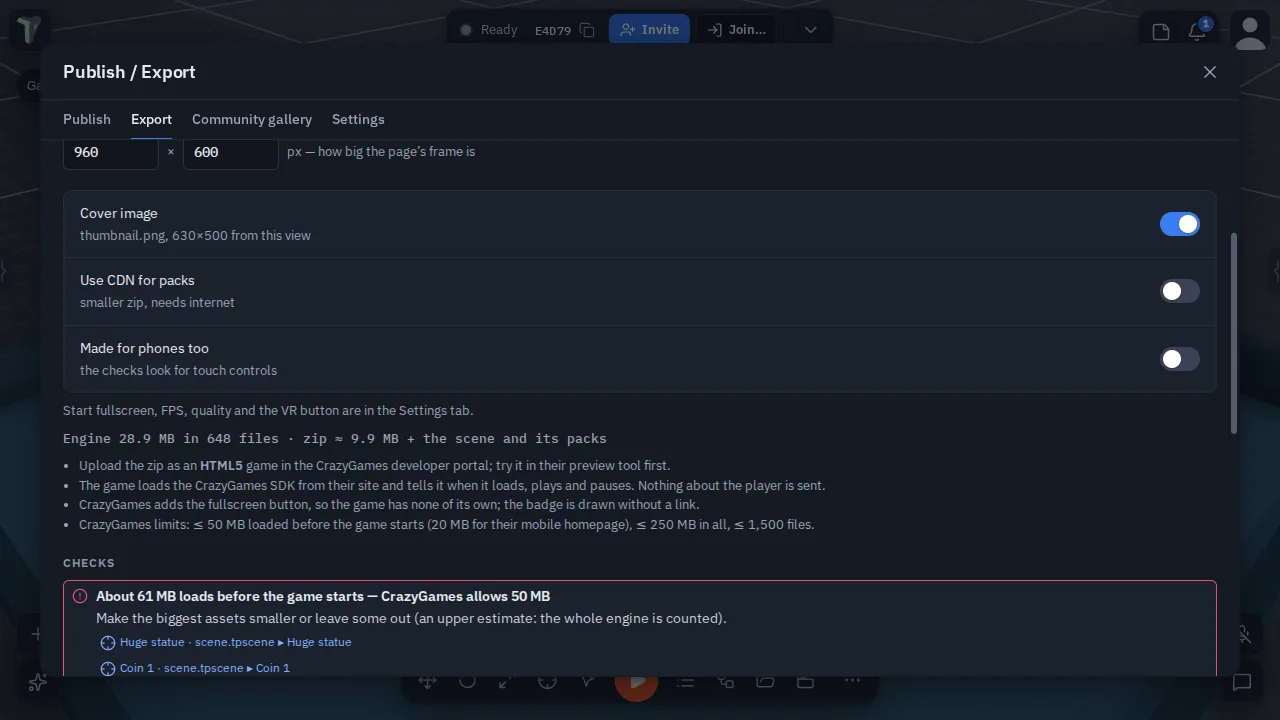 Ready
E4D79
Invite
Join...
1
Publish / Export
Publish
Export
Community gallery
Settings
960
×
600
px — how big the page's frame is
Cover image
thumbnail.png, 630×500 from this view
Use CDN for packs
smaller zip, needs internet
Made for phones too
the checks look for touch controls
Start fullscreen, FPS, quality and the VR button are in the Settings tab.
Engine 28.9 MB in 648 files · zip ≈ 9.9 MB + the scene and its packs
• Upload the zip as an HTML5 game in the CrazyGames developer portal; try it in their preview tool first.
• The game loads the CrazyGames SDK from their site and tells it when it loads, plays and pauses. Nothing about the player is sent.
• CrazyGames adds the fullscreen button, so the game has none of its own; the badge is drawn without a link.
• CrazyGames limits: ≤ 50 MB loaded before the game starts (20 MB for their mobile homepage), ≤ 250 MB in all, ≤ 1,500 files.
CHECKS
About 61 MB loads before the game starts — CrazyGames allows 50 MB
Make the biggest assets smaller or leave some out (an upper estimate: the whole engine is counted).
Huge statue · scene.tpscene ▸ Huge statue
Coin 1 · scene.tpscene ▸ Coin 1